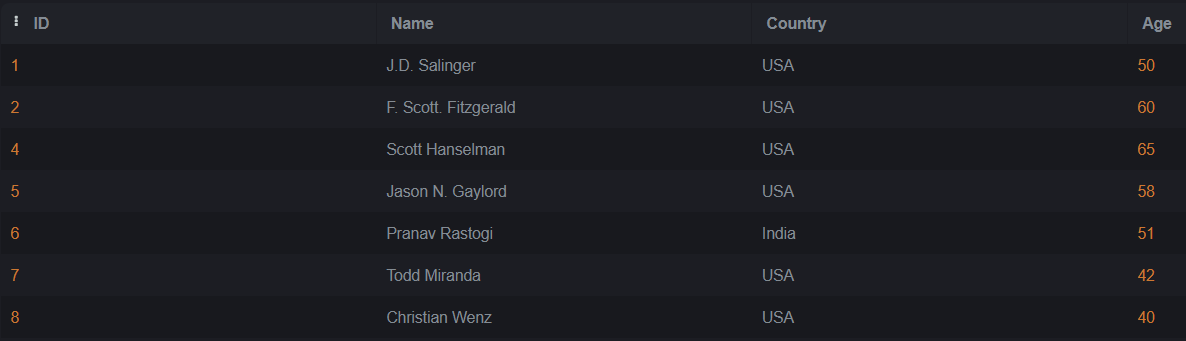 ID Name Country Age
1 J.D. Salinger USA 50
2 F. Scott. Fitzgerald USA 60
4 Scott Hanselman USA 65
5 Jason N. Gaylord USA 58
6 Pranav Rastogi India 51
7 Todd Miranda USA 42
8 Christian Wenz USA 40